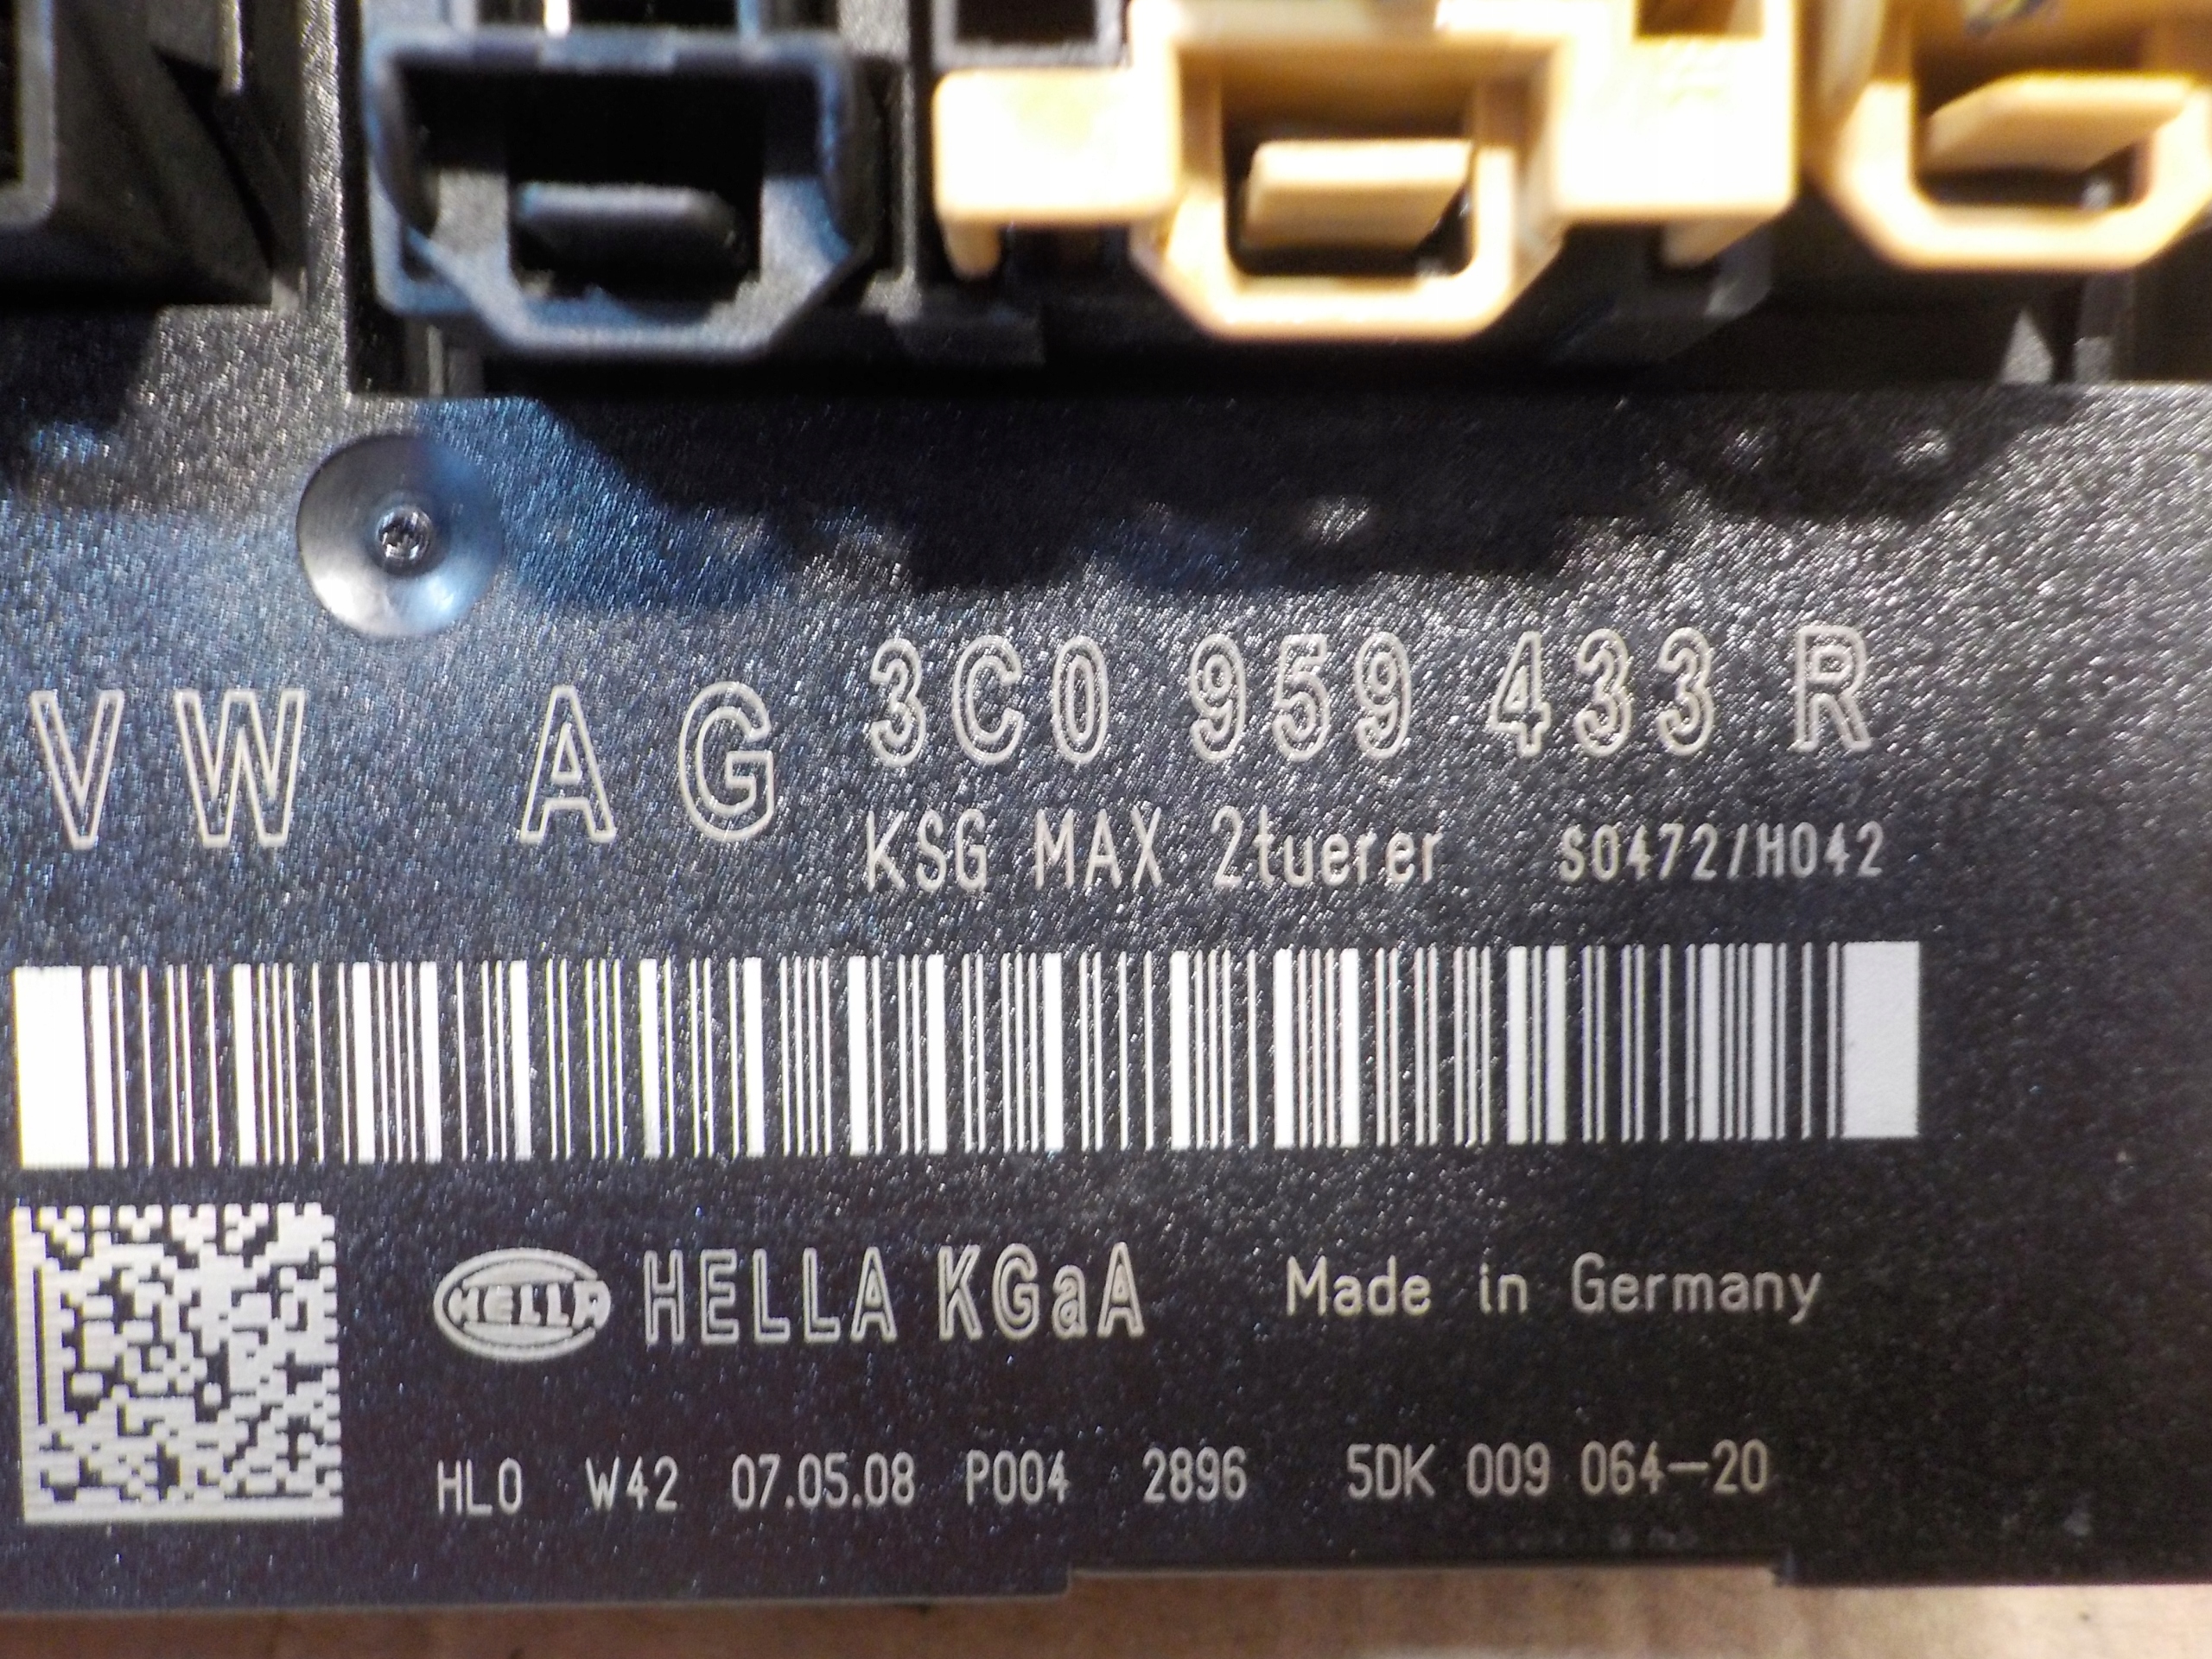 VW AG 3C0 959 433 R
KSG MAX 2tuerer S0472/H042
HELLA HELLA KGaA Made in Germany
HLO W42 07.05.08 P004 2896 5DK 009 064-20